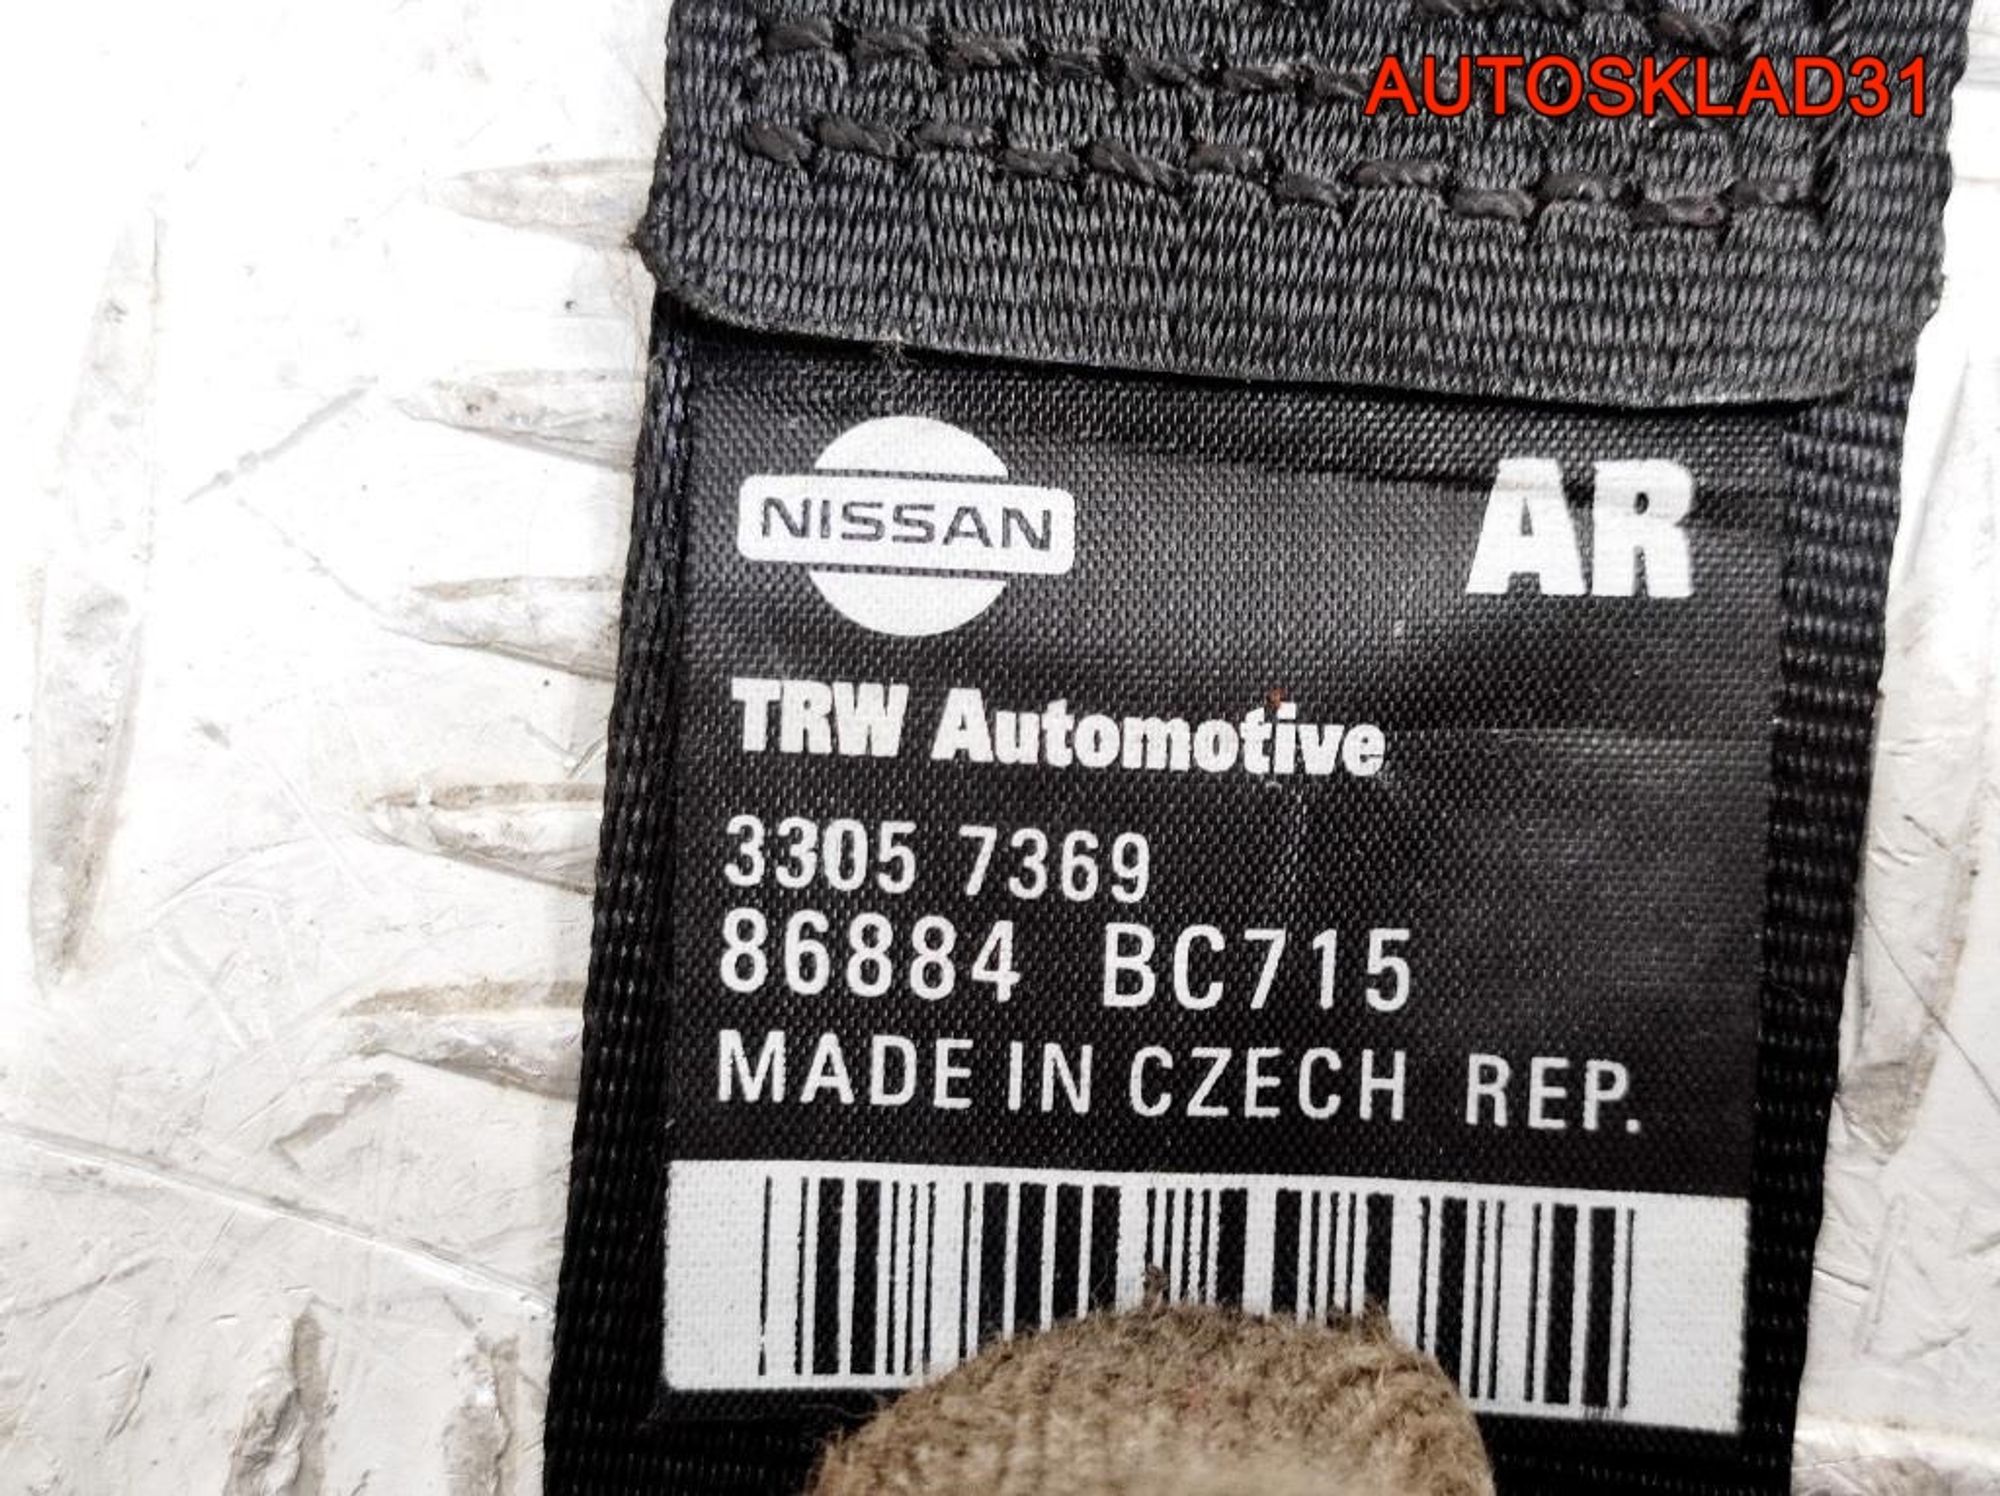 AUTOSKLAD31
NISSAN
AR
TRW Automotive
3305 7369
86884 BC715
MADE IN CZECH REP.